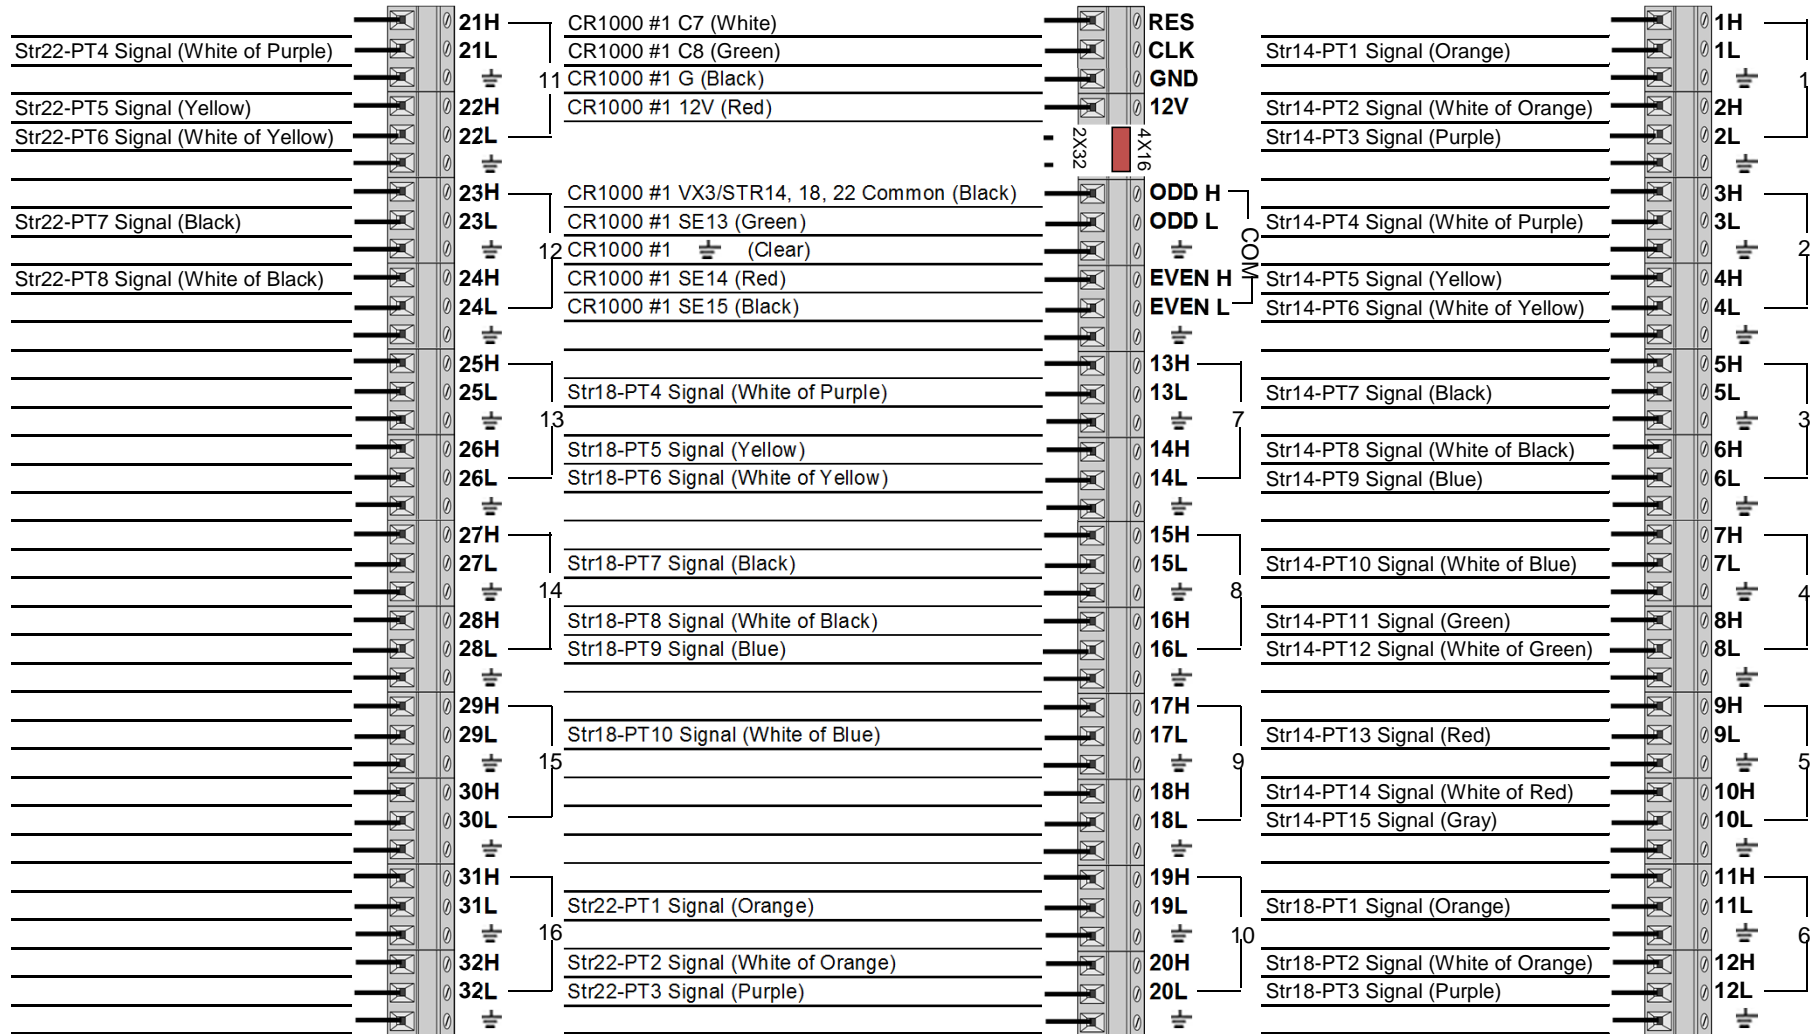 21H
Str22-PT4 Signal (White of Purple) 21L
11
Str22-PT5 Signal (Yellow) 22H
Str22-PT6 Signal (White of Yellow) 22L
23H
Str22-PT7 Signal (Black) 23L
12
Str22-PT8 Signal (White of Black) 24H
24L
25H
25L
13
26H
26L
27H
27L
14
28H
28L
29H
29L
15
30H
30L
31H
31L
16
32H
32L
CR1000 #1 C7 (White) RES
CR1000 #1 C8 (Green) CLK
CR1000 #1 G (Black) GND
CR1000 #1 12V (Red) 12V
2X32 4X16
CR1000 #1 VX3/STR14, 18, 22 Common (Black) ODD H
CR1000 #1 SE13 (Green) ODD L
CR1000 #1 (Clear)
COM
CR1000 #1 SE14 (Red) EVEN H
CR1000 #1 SE15 (Black) EVEN L
13H
Str18-PT4 Signal (White of Purple) 13L
7
Str18-PT5 Signal (Yellow) 14H
Str18-PT6 Signal (White of Yellow) 14L
15H
Str18-PT7 Signal (Black) 15L
8
Str18-PT8 Signal (White of Black) 16H
Str18-PT9 Signal (Blue) 16L
17H
Str18-PT10 Signal (White of Blue) 17L
9
18H
18L
19H
Str22-PT1 Signal (Orange) 19L
10
Str22-PT2 Signal (White of Orange) 20H
Str22-PT3 Signal (Purple) 20L
1H
Str14-PT1 Signal (Orange) 1L
1
Str14-PT2 Signal (White of Orange) 2H
Str14-PT3 Signal (Purple) 2L
3H
Str14-PT4 Signal (White of Purple) 3L
2
Str14-PT5 Signal (Yellow) 4H
Str14-PT6 Signal (White of Yellow) 4L
5H
Str14-PT7 Signal (Black) 5L
3
Str14-PT8 Signal (White of Black) 6H
Str14-PT9 Signal (Blue) 6L
7H
Str14-PT10 Signal (White of Blue) 7L
4
Str14-PT11 Signal (Green) 8H
Str14-PT12 Signal (White of Green) 8L
9H
Str14-PT13 Signal (Red) 9L
5
Str14-PT14 Signal (White of Red) 10H
Str14-PT15 Signal (Gray) 10L
11H
Str18-PT1 Signal (Orange) 11L
6
Str18-PT2 Signal (White of Orange) 12H
Str18-PT3 Signal (Purple) 12L